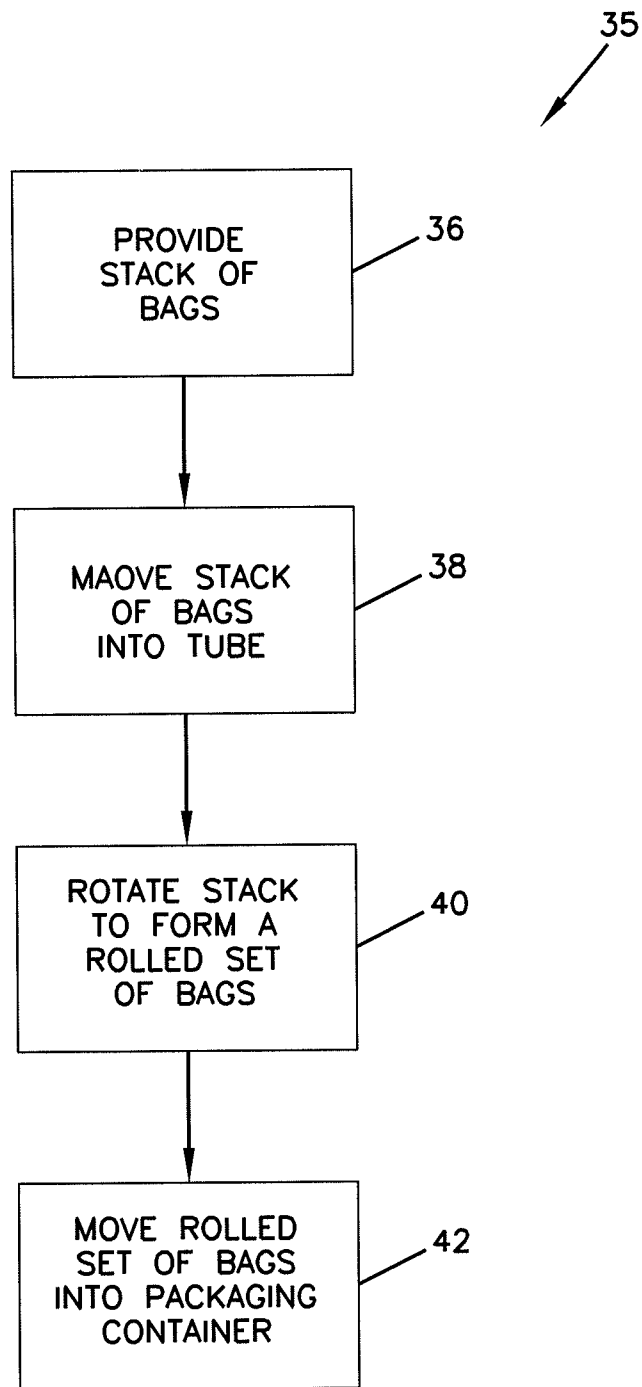 35
PROVIDE
STACK OF
BAGS
36
MAOVE STACK
OF BAGS
INTO TUBE
38
ROTATE STACK
TO FORM A
ROLLED SET
OF BAGS
40
MOVE ROLLED
SET OF BAGS
INTO PACKAGING
CONTAINER
42